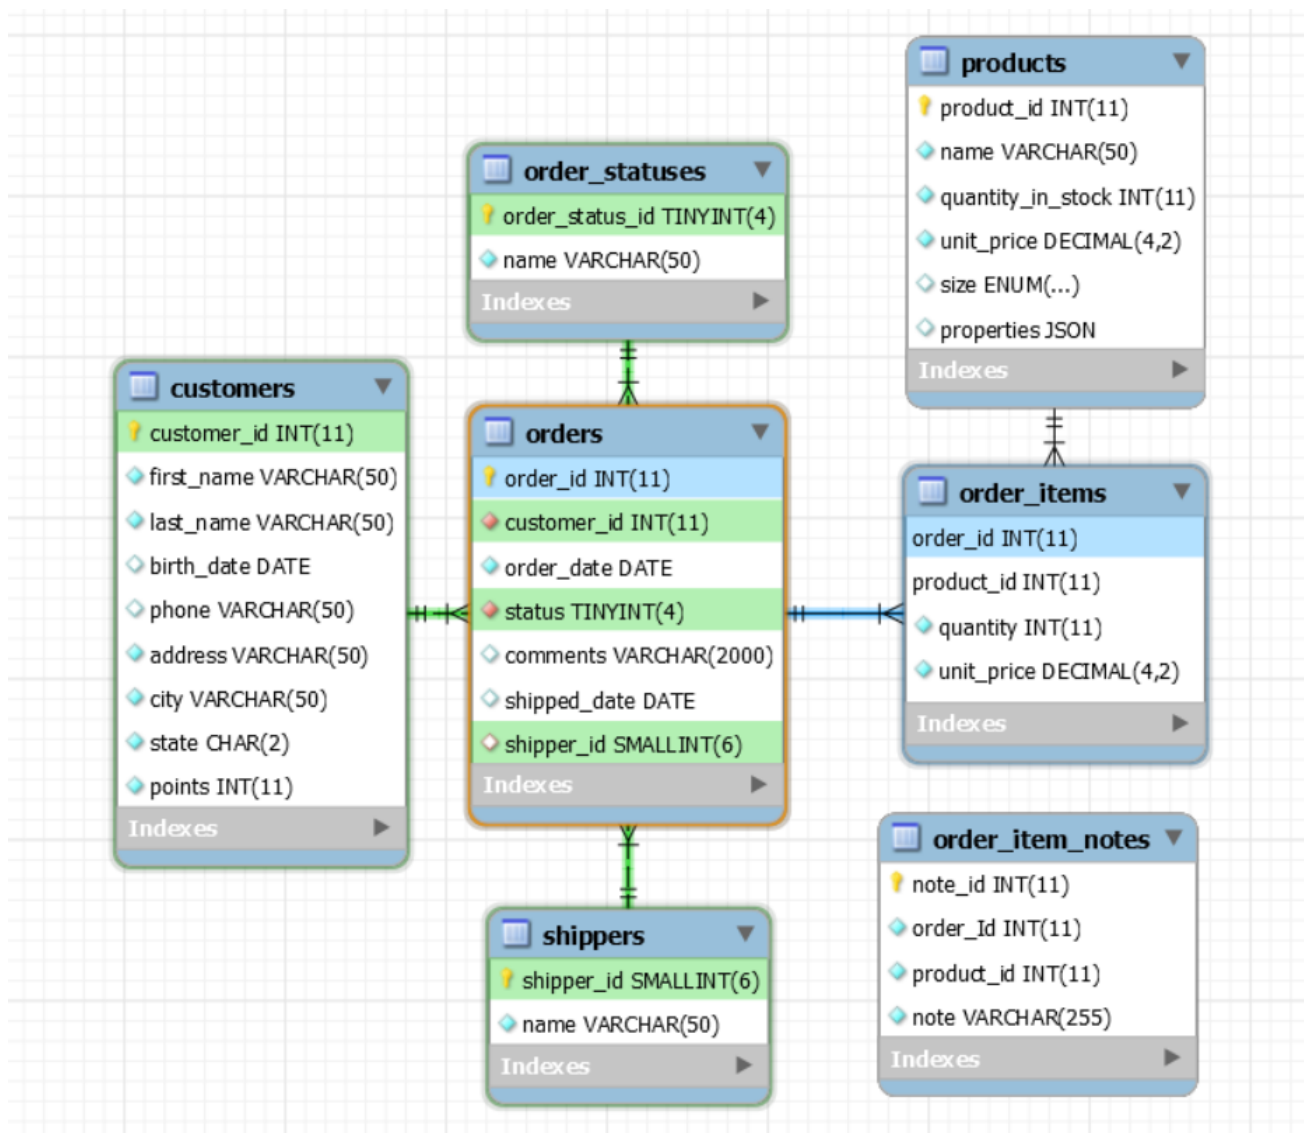 products
product_id INT(11)
name VARCHAR(50)
quantity_in_stock INT(11)
unit_price DECIMAL(4,2)
size ENUM(...)
properties JSON
Indexes
order_statuses
order_status_id TINYINT(4)
name VARCHAR(50)
Indexes
customers
customer_id INT(11)
first_name VARCHAR(50)
last_name VARCHAR(50)
birth_date DATE
phone VARCHAR(50)
address VARCHAR(50)
city VARCHAR(50)
state CHAR(2)
points INT(11)
Indexes
orders
order_id INT(11)
customer_id INT(11)
order_date DATE
status TINYINT(4)
comments VARCHAR(2000)
shipped_date DATE
shipper_id SMALLINT(6)
Indexes
order_items
order_id INT(11)
product_id INT(11)
quantity INT(11)
unit_price DECIMAL(4,2)
Indexes
shippers
shipper_id SMALLINT(6)
name VARCHAR(50)
Indexes
order_item_notes
note_id INT(11)
order_Id INT(11)
product_id INT(11)
note VARCHAR(255)
Indexes